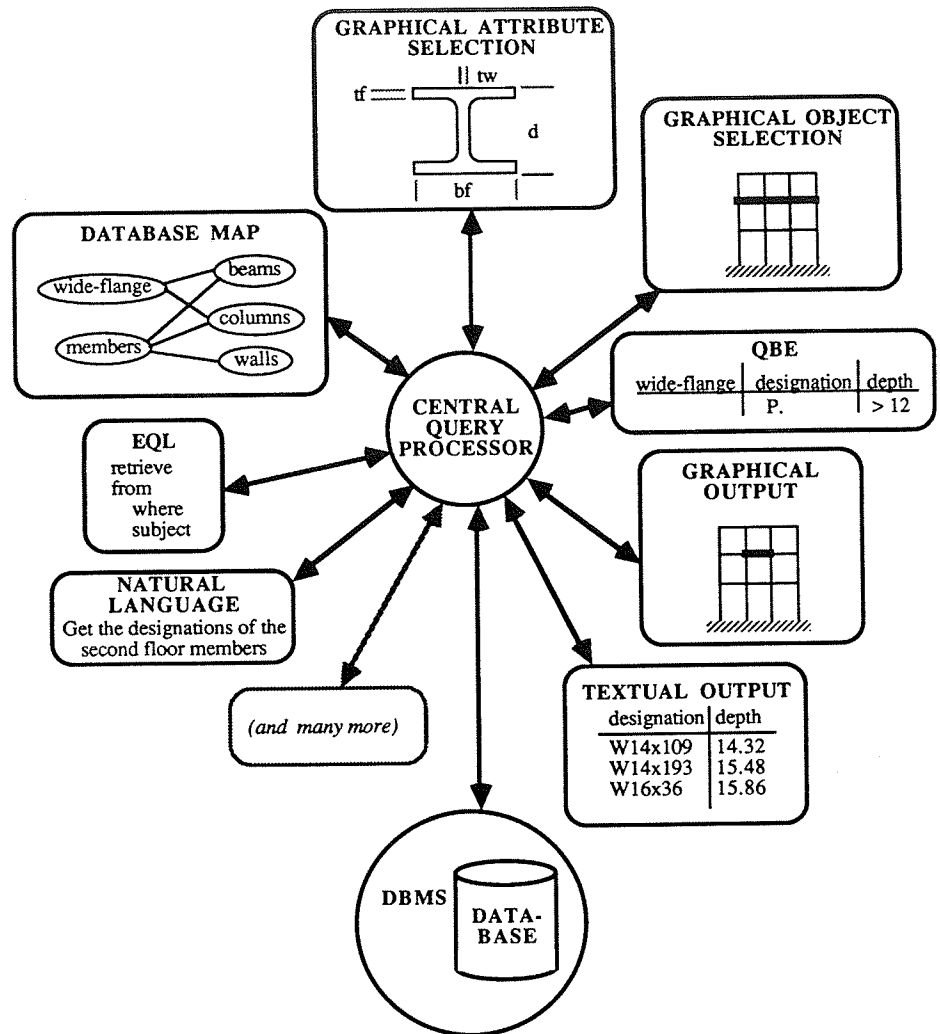 GRAPHICAL ATTRIBUTE
SELECTION
tw
tf
d
bf
GRAPHICAL OBJECT
SELECTION
DATABASE MAP
wide-flange
members
beams
columns
walls
QBE
wide-flange designation depth
P. > 12
CENTRAL
QUERY
PROCESSOR
EQL
retrieve
from
where
subject
GRAPHICAL
OUTPUT
NATURAL
LANGUAGE
Get the designations of the
second floor members
(and many more)
TEXTUAL OUTPUT
designation depth
W14x109 14.32
W14x193 15.48
W16x36 15.86
DBMS
DATA-
BASE